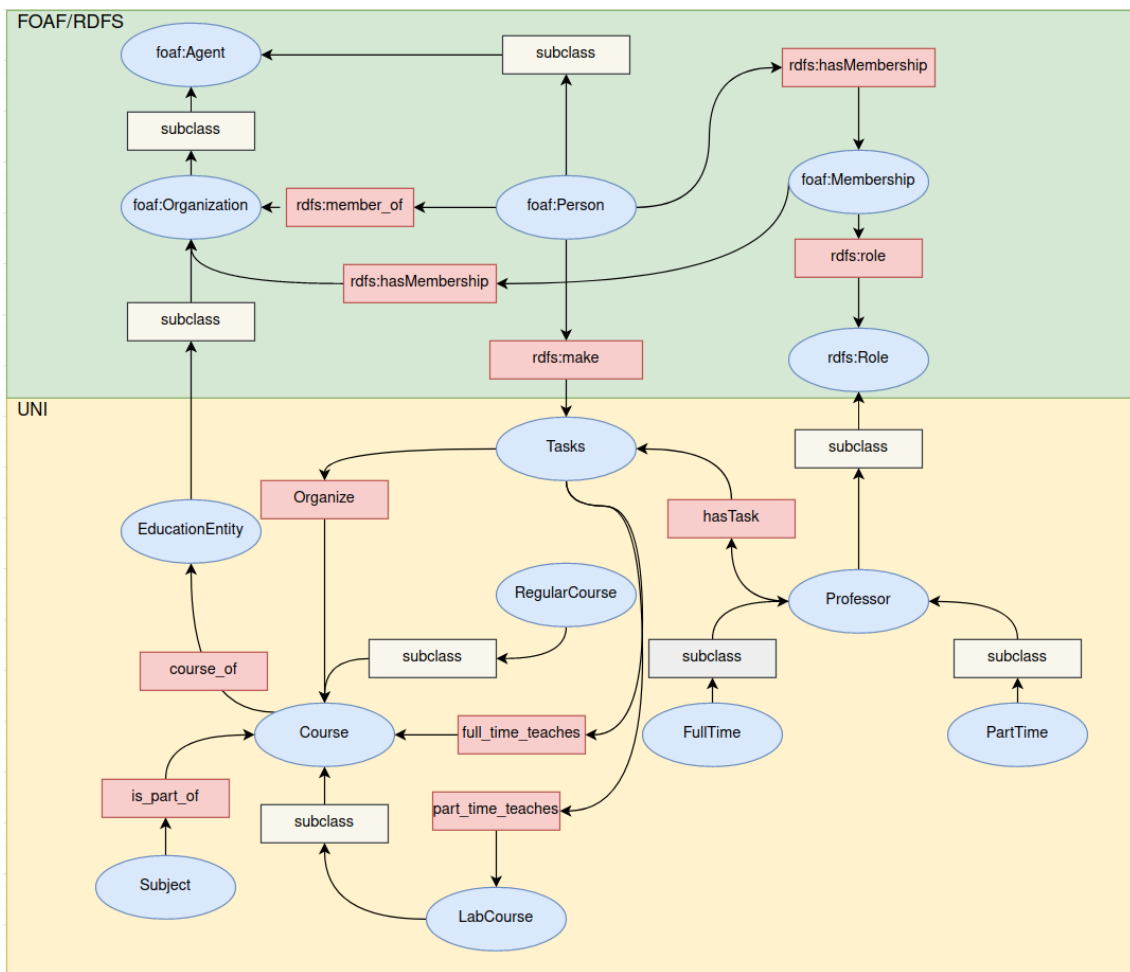 FOAF/RDFS
foaf:Agent
subclass
rdfs:hasMembership
subclass
foaf:Organization
rdfs:member_of
foaf:Person
foaf:Membership
rdfs:hasMembership
rdfs:role
subclass
rdfs:make
rdfs:Role
UNI
Tasks
subclass
Organize
hasTask
EducationEntity
RegularCourse
Professor
course_of
subclass
subclass
subclass
Course
full_time_teaches
FullTime
PartTime
is_part_of
subclass
part_time_teaches
Subject
LabCourse